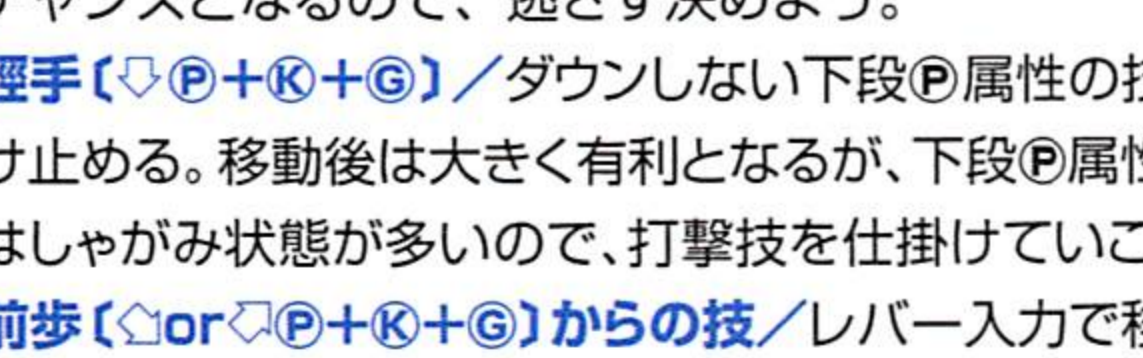 チャンスとなるので、逃さず決めよう。
手〔⇩Ⓟ+Ⓚ+Ⓖ〕／ダウンしない下段Ⓟ属性の技
け止める。移動後は大きく有利となるが、下段Ⓟ属性
はしゃがみ状態が多いので、打撃技を仕掛けていこ
前歩〔⬁or⬃Ⓟ+Ⓚ+Ⓖ〕からの技／レバー入力で移